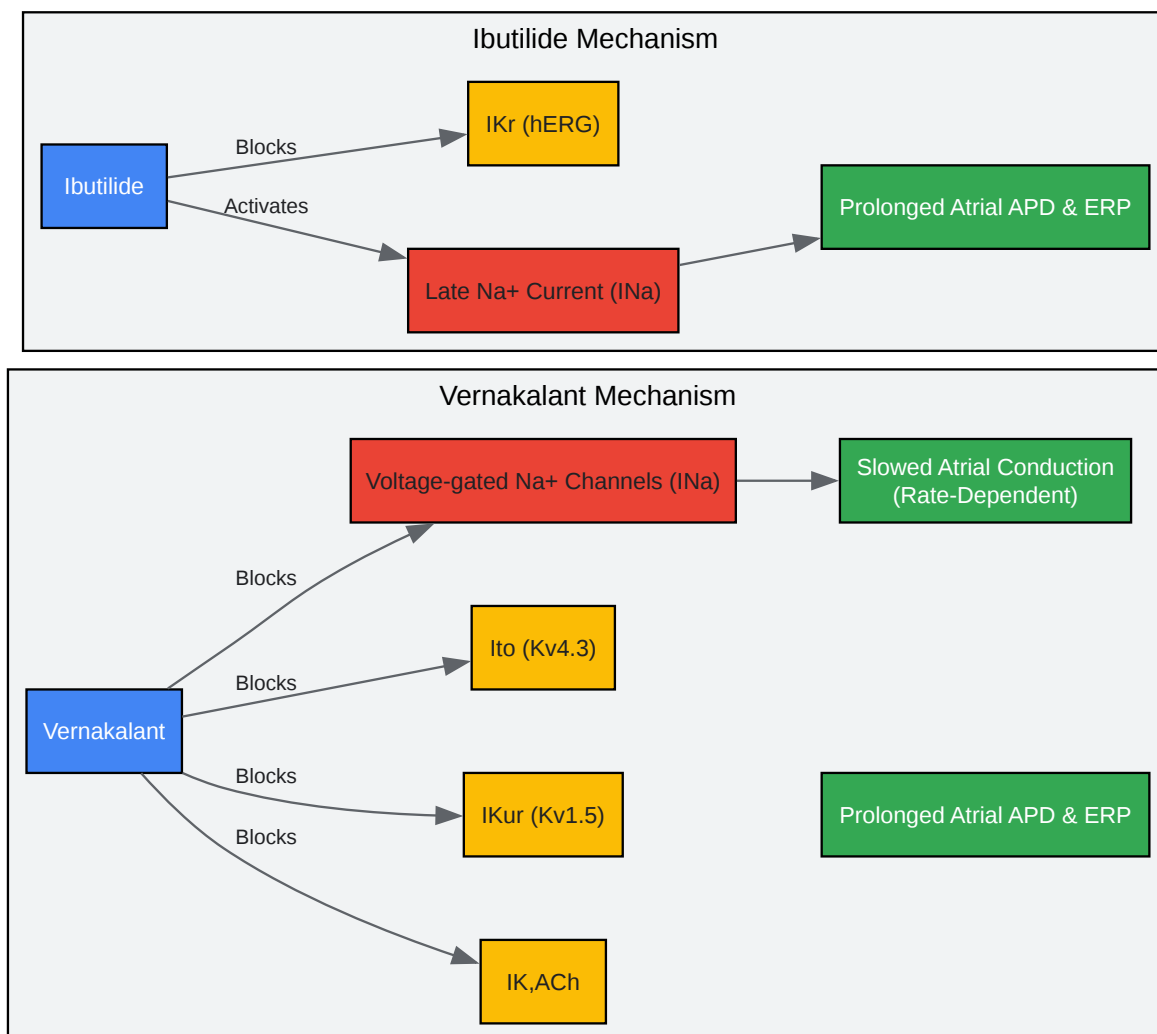 Ibutilide Mechanism
IKr (hERG)
Blocks
Ibutilide
Activates
Prolonged Atrial APD & ERP
Late Na+ Current (INa)
Vernakalant Mechanism
Voltage-gated Na+ Channels (INa)
Slowed Atrial Conduction
(Rate-Dependent)
Blocks
Ito (Kv4.3)
Blocks
Vernakalant
Blocks
IKur (Kv1.5)
Prolonged Atrial APD & ERP
Blocks
IK,ACh